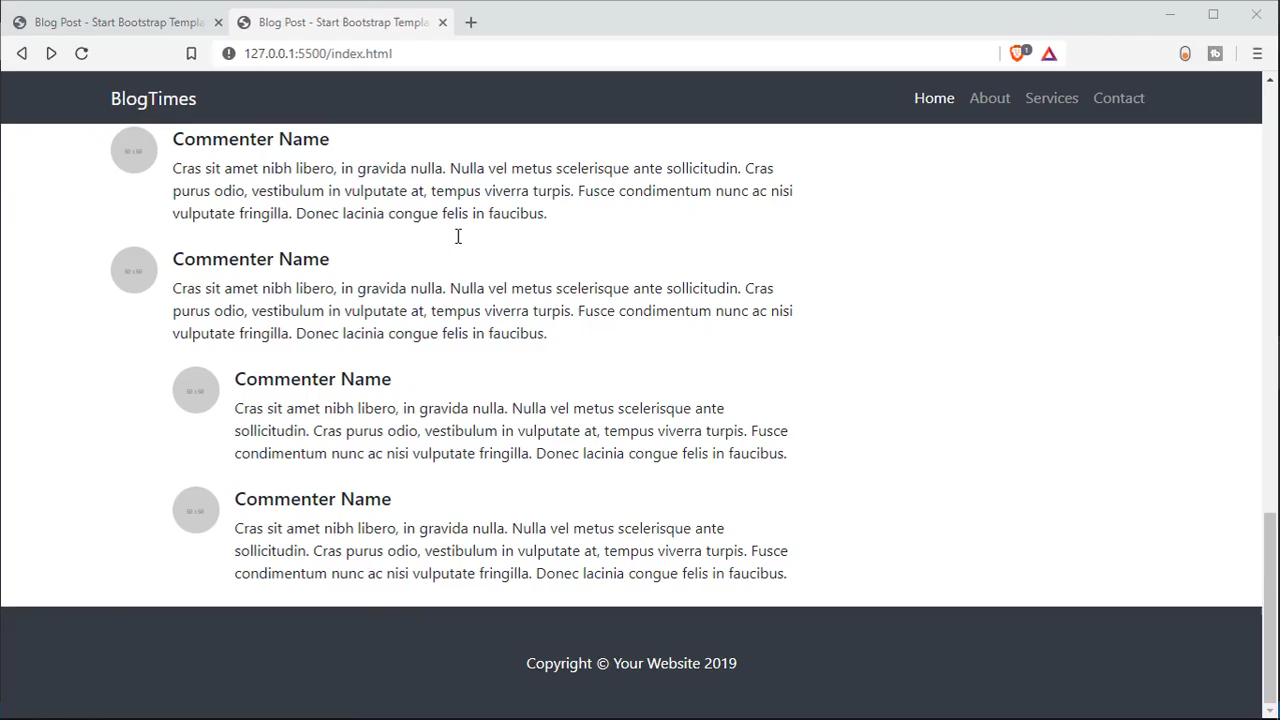 Blog Post - Start Bootstrap Templa
Blog Post - Start Bootstrap Templa
127.0.0.1:5500/index.html
1
BlogTimes
Home About Services Contact
Commenter Name
50 x 50
Cras sit amet nibh libero, in gravida nulla. Nulla vel metus scelerisque ante sollicitudin. Cras
purus odio, vestibulum in vulputate at, tempus viverra turpis. Fusce condimentum nunc ac nisi
vulputate fringilla. Donec lacinia congue felis in faucibus.
Commenter Name
50 x 50
Cras sit amet nibh libero, in gravida nulla. Nulla vel metus scelerisque ante sollicitudin. Cras
purus odio, vestibulum in vulputate at, tempus viverra turpis. Fusce condimentum nunc ac nisi
vulputate fringilla. Donec lacinia congue felis in faucibus.
Commenter Name
50 x 50
Cras sit amet nibh libero, in gravida nulla. Nulla vel metus scelerisque ante
sollicitudin. Cras purus odio, vestibulum in vulputate at, tempus viverra turpis. Fusce
condimentum nunc ac nisi vulputate fringilla. Donec lacinia congue felis in faucibus.
Commenter Name
50 x 50
Cras sit amet nibh libero, in gravida nulla. Nulla vel metus scelerisque ante
sollicitudin. Cras purus odio, vestibulum in vulputate at, tempus viverra turpis. Fusce
condimentum nunc ac nisi vulputate fringilla. Donec lacinia congue felis in faucibus.
Copyright © Your Website 2019